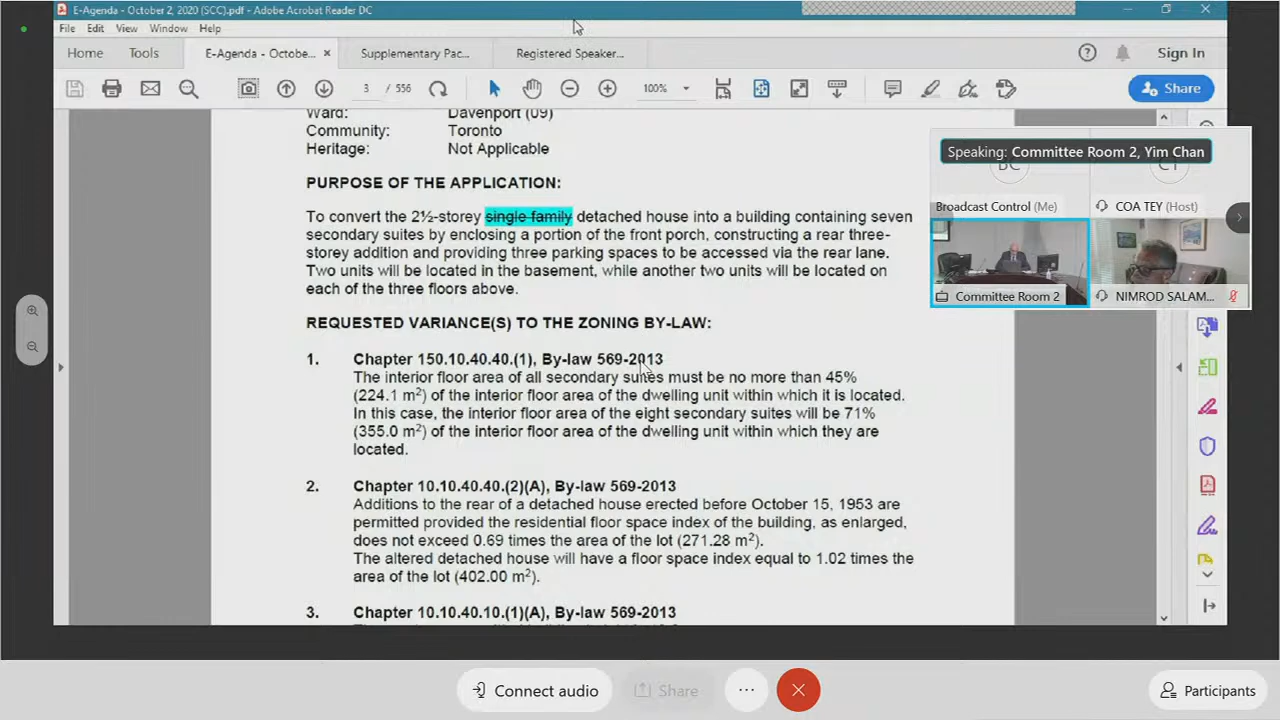 E-Agenda - October 2, 2020 (SCC).pdf - Adobe Acrobat Reader DC
File Edit View Window Help
Home Tools E-Agenda - Octobe... × Supplementary Pac... Registered Speaker... Sign In
3 / 556 100% Share
Ward: Davenport (09)
Community: Toronto
Heritage: Not Applicable
PURPOSE OF THE APPLICATION:
To convert the 2½-storey single family detached house into a building containing seven
secondary suites by enclosing a portion of the front porch, constructing a rear three-
storey addition and providing three parking spaces to be accessed via the rear lane.
Two units will be located in the basement, while another two units will be located on
each of the three floors above.
REQUESTED VARIANCE(S) TO THE ZONING BY-LAW:
1. Chapter 150.10.40.40.(1), By-law 569-2013
The interior floor area of all secondary suites must be no more than 45%
(224.1 m²) of the interior floor area of the dwelling unit within which it is located.
In this case, the interior floor area of the eight secondary suites will be 71%
(355.0 m²) of the interior floor area of the dwelling unit within which they are
located.
2. Chapter 10.10.40.40.(2)(A), By-law 569-2013
Additions to the rear of a detached house erected before October 15, 1953 are
permitted provided the residential floor space index of the building, as enlarged,
does not exceed 0.69 times the area of the lot (271.28 m²).
The altered detached house will have a floor space index equal to 1.02 times the
area of the lot (402.00 m²).
3. Chapter 10.10.40.10.(1)(A), By-law 569-2013
Speaking: Committee Room 2, Yim Chan
Broadcast Control (Me) COA TEY (Host)
Committee Room 2 NIMROD SALAM...
Connect audio Share ... Participants